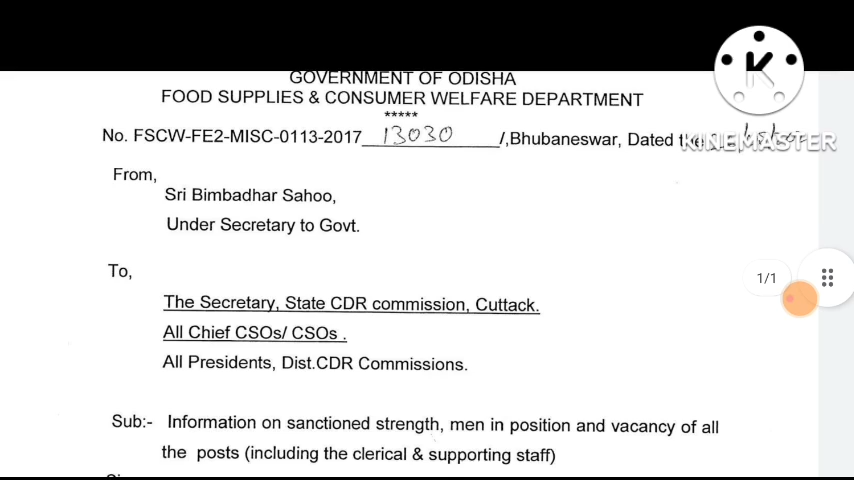 GOVERNMENT OF ODISHA
FOOD SUPPLIES & CONSUMER WELFARE DEPARTMENT
*****
No. FSCW-FE2-MISC-0113-2017 13030 /,Bhubaneswar, Dated the
KINEMASTER
From,
Sri Bimbadhar Sahoo,
Under Secretary to Govt.
To,
1/1
The Secretary, State CDR commission, Cuttack.
All Chief CSOs/ CSOs .
All Presidents, Dist.CDR Commissions.
Sub:- Information on sanctioned strength, men in position and vacancy of all
the posts (including the clerical & supporting staff)